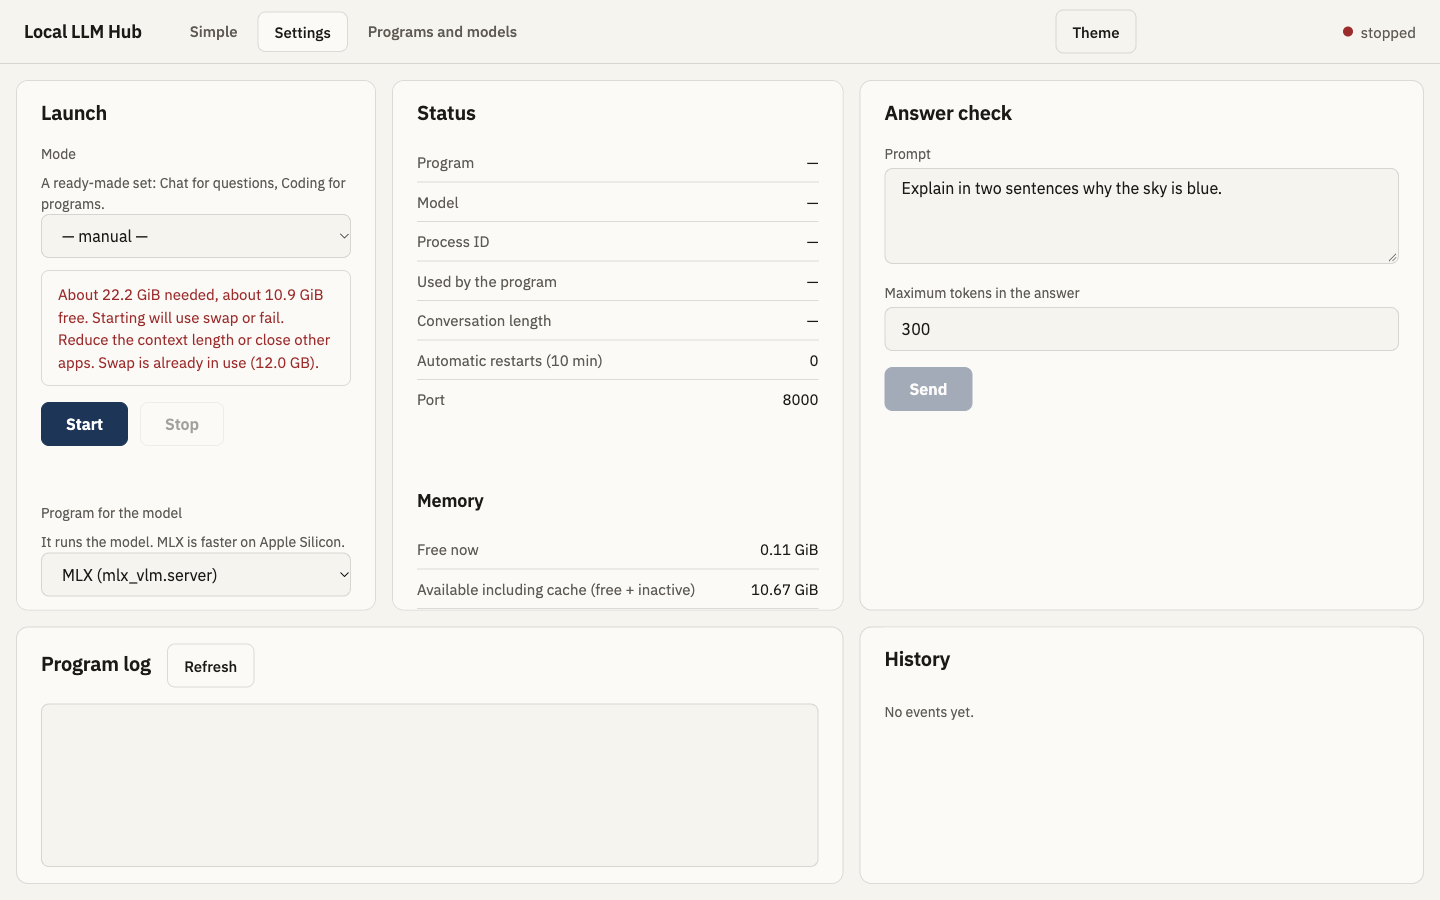 Local LLM Hub
Simple
Settings
Programs and models
Theme
stopped
Launch
Mode
A ready-made set: Chat for questions, Coding for
programs.
— manual —
About 22.2 GiB needed, about 10.9 GiB
free. Starting will use swap or fail.
Reduce the context length or close other
apps. Swap is already in use (12.0 GB).
Start
Stop
Program for the model
It runs the model. MLX is faster on Apple Silicon.
MLX (mlx_vlm.server)
Status
Program —
Model —
Process ID —
Used by the program —
Conversation length —
Automatic restarts (10 min) 0
Port 8000
Memory
Free now 0.11 GiB
Available including cache (free + inactive) 10.67 GiB
Answer check
Prompt
Explain in two sentences why the sky is blue.
Maximum tokens in the answer
300
Send
Program log
Refresh
History
No events yet.